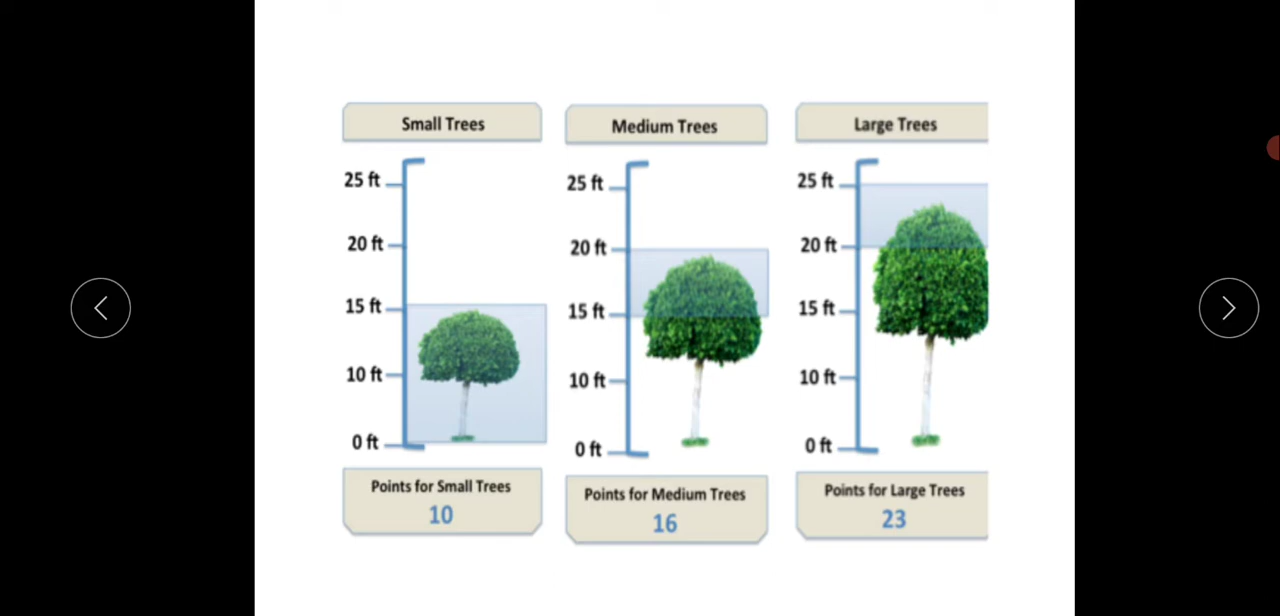 Small Trees
25 ft
20 ft
15 ft
10 ft
0 ft
Points for Small Trees
10
Medium Trees
25 ft
20 ft
15 ft
10 ft
0 ft
Points for Medium Trees
16
Large Trees
25 ft
20 ft
15 ft
10 ft
0 ft
Points for Large Trees
23